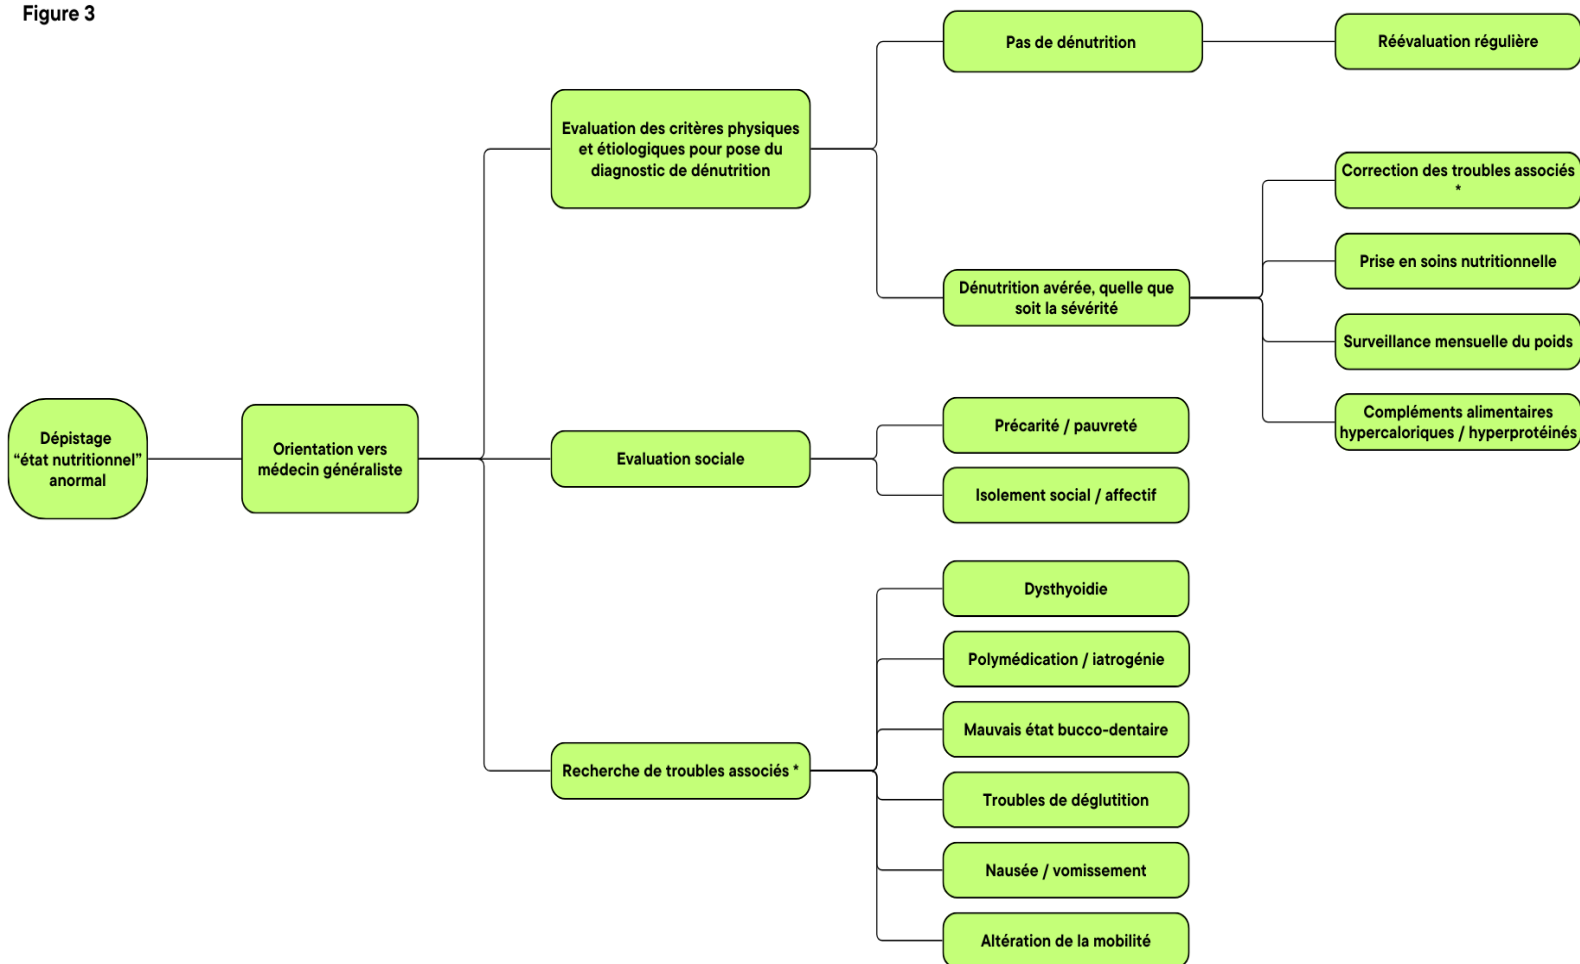 Figure 3
Pas de dénutrition
Réévaluation régulière
Evaluation des critères physiques
et étiologiques pour pose du
diagnostic de dénutrition
Correction des troubles associés
*
Prise en soins nutritionnelle
Dénutrition avérée, quelle que
soit la sévérité
Surveillance mensuelle du poids
Compléments alimentaires
hypercaloriques / hyperprotéinés
Dépistage
“état nutritionnel”
anormal
Orientation vers
médecin généraliste
Evaluation sociale
Précarité / pauvreté
Isolement social / affectif
Recherche de troubles associés *
Dysthyoidie
Polymédication / iatrogénie
Mauvais état bucco-dentaire
Troubles de déglutition
Nausée / vomissement
Altération de la mobilité